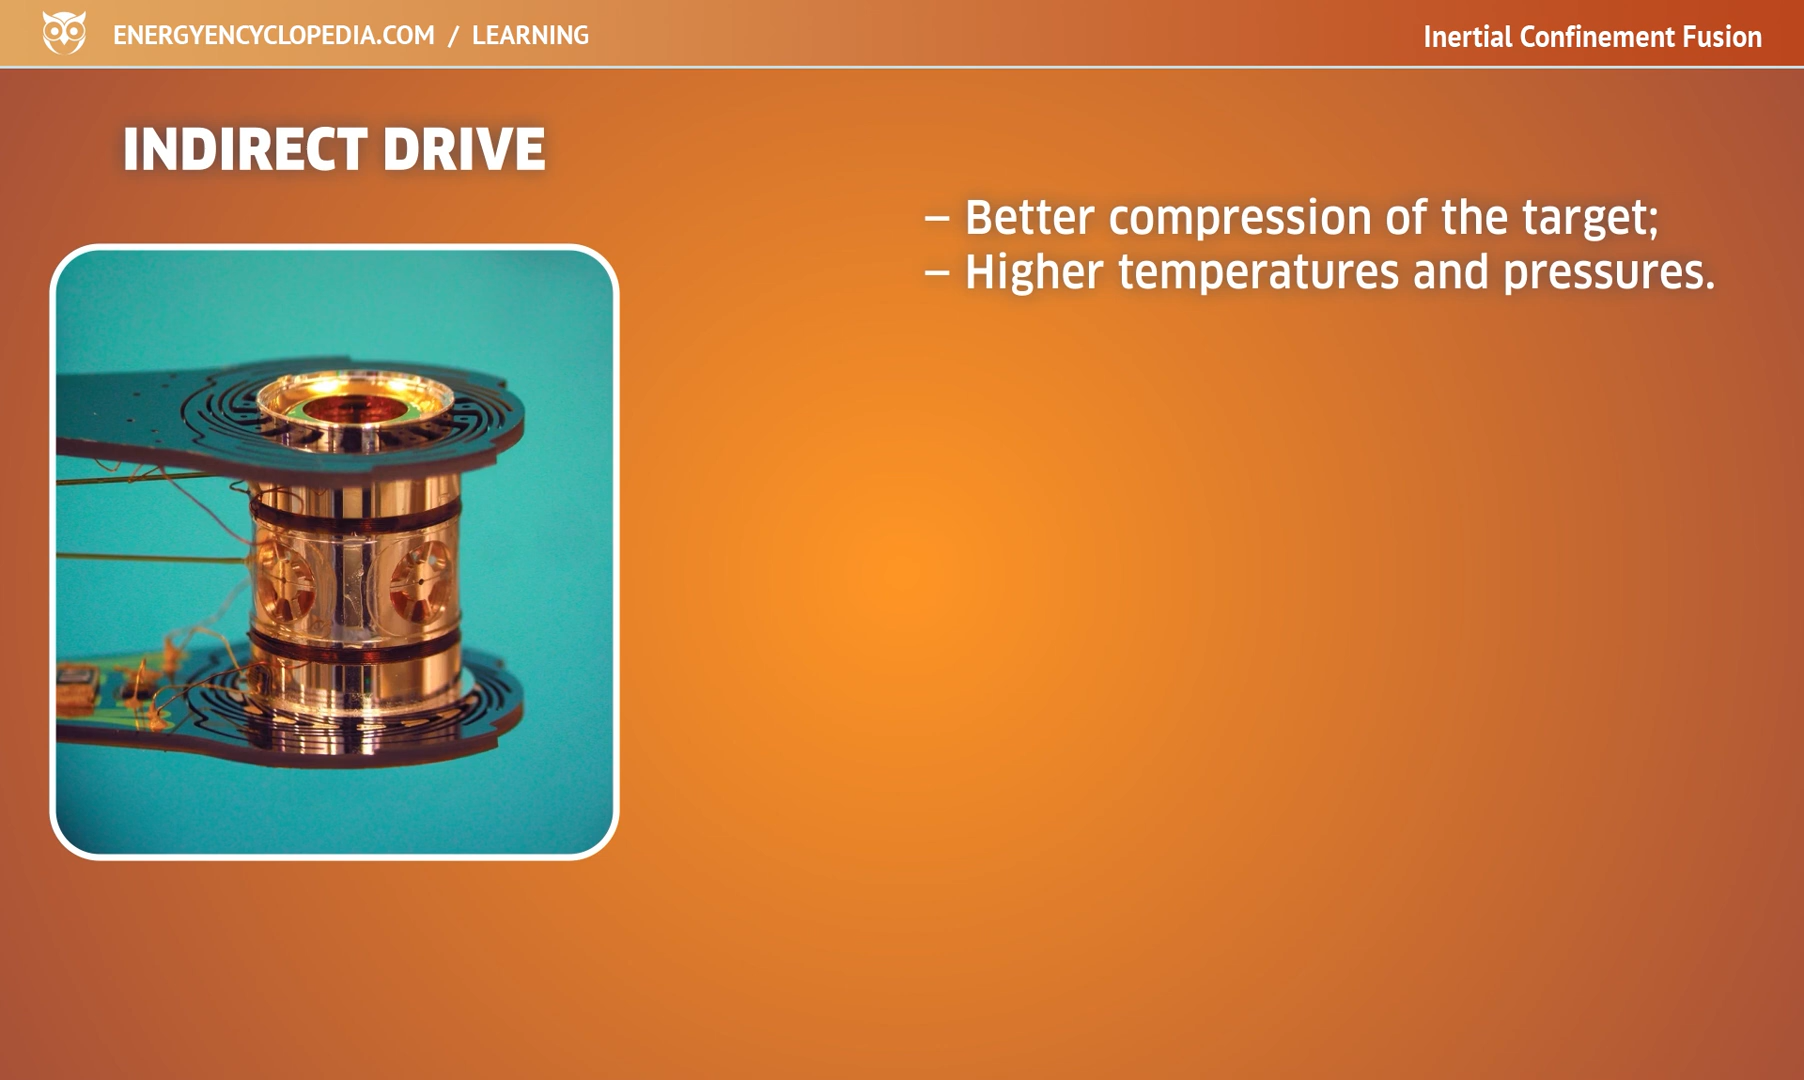 ENERGYENCYCLOPEDIA.COM / LEARNING
Inertial Confinement Fusion
INDIRECT DRIVE
– Better compression of the target;
– Higher temperatures and pressures.